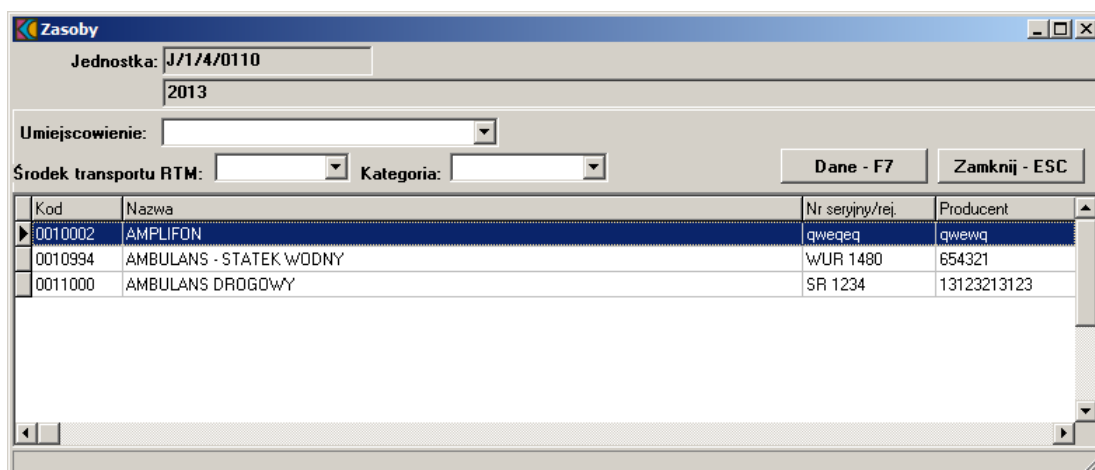 Zasoby
Jednostka: J/1/4/0110
2013
Umiejscowienie:
Środek transportu RTM: Kategoria: Dane - F7 Zamknij - ESC
Kod Nazwa Nr seryjny/rej. Producent
0010002 AMPLIFON qweqeq qwewq
0010994 AMBULANS - STATEK WODNY WUR 1480 654321
0011000 AMBULANS DROGOWY SR 1234 13123213123